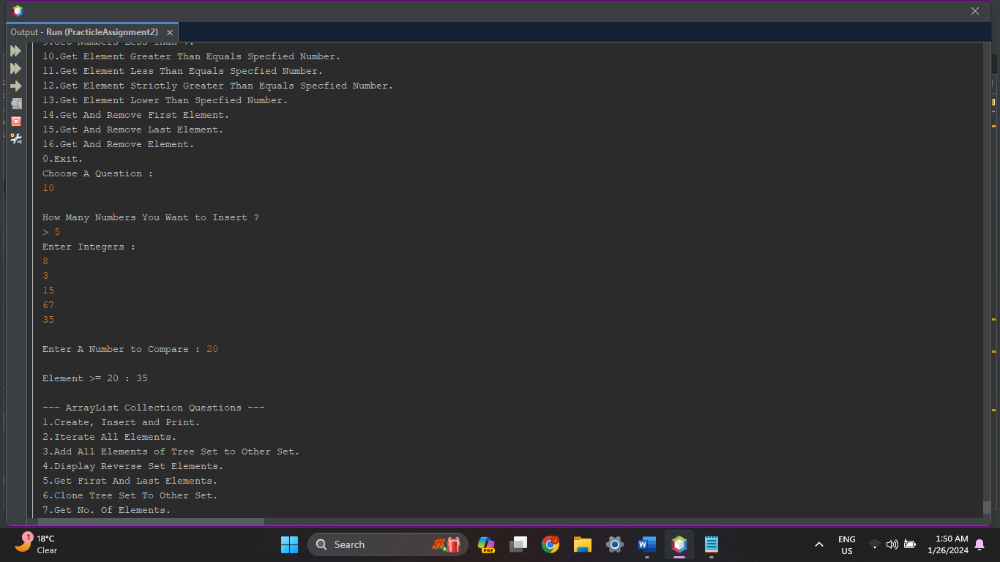 Output - Run (PracticleAssignment2) ×
9.Get Numbers Less Than 7.
10.Get Element Greater Than Equals Specfied Number.
11.Get Element Less Than Equals Specfied Number.
12.Get Element Strictly Greater Than Equals Specfied Number.
13.Get Element Lower Than Specfied Number.
14.Get And Remove First Element.
15.Get And Remove Last Element.
16.Get And Remove Element.
0.Exit.
Choose A Question :
10
How Many Numbers You Want to Insert ?
> 5
Enter Integers :
8
3
15
67
35
Enter A Number to Compare : 20
Element >= 20 : 35
--- ArrayList Collection Questions ---
1.Create, Insert and Print.
2.Iterate All Elements.
3.Add All Elements of Tree Set to Other Set.
4.Display Reverse Set Elements.
5.Get First And Last Elements.
6.Clone Tree Set To Other Set.
7.Get No. Of Elements.
1
18°C
Clear
Search
PRE
W
ENG
US
1:50 AM
1/26/2024